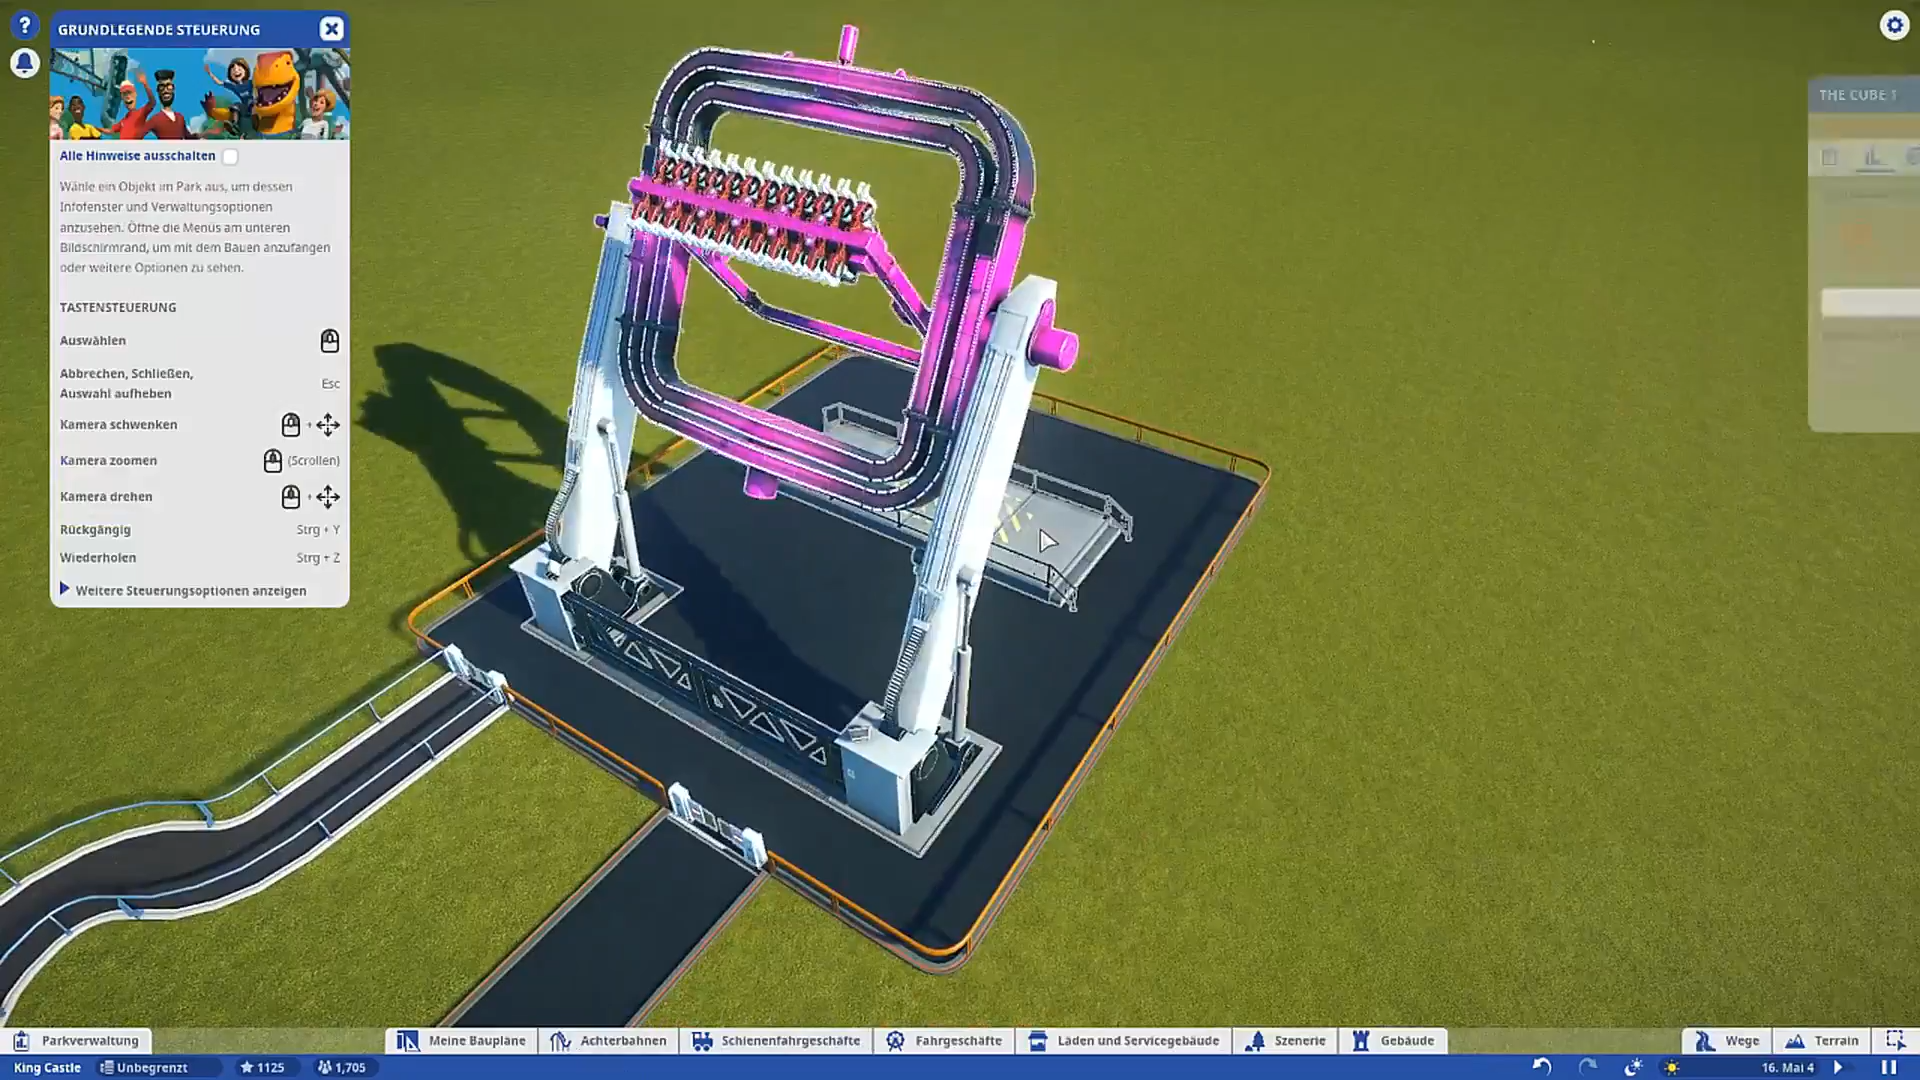 GRUNDLEGENDE STEUERUNG
Alle Hinweise ausschalten
Wähle ein Objekt im Park aus, um dessen
Infofenster und Verwaltungsoptionen
anzusehen. Öffne die Menüs am unteren
Bildschirmrand, um mit dem Bauen anzufangen
oder weitere Optionen zu sehen.
TASTENSTEUERUNG
Auswählen
Abbrechen, Schließen,
Auswahl aufheben
Esc
Kamera schwenken
+
Kamera zoomen
(Scrollen)
Kamera drehen
+
Rückgängig
Strg + Y
Wiederholen
Strg + Z
Weitere Steuerungsoptionen anzeigen
THE CUBE 1
Parkverwaltung
Meine Baupläne
Achterbahnen
Schienenfahrgeschäfte
Fahrgeschäfte
Läden und Servicegebäude
Szenerie
Gebäude
Wege
Terrain
King Castle
Unbegrenzt
1125
1,705
16. Mai 4